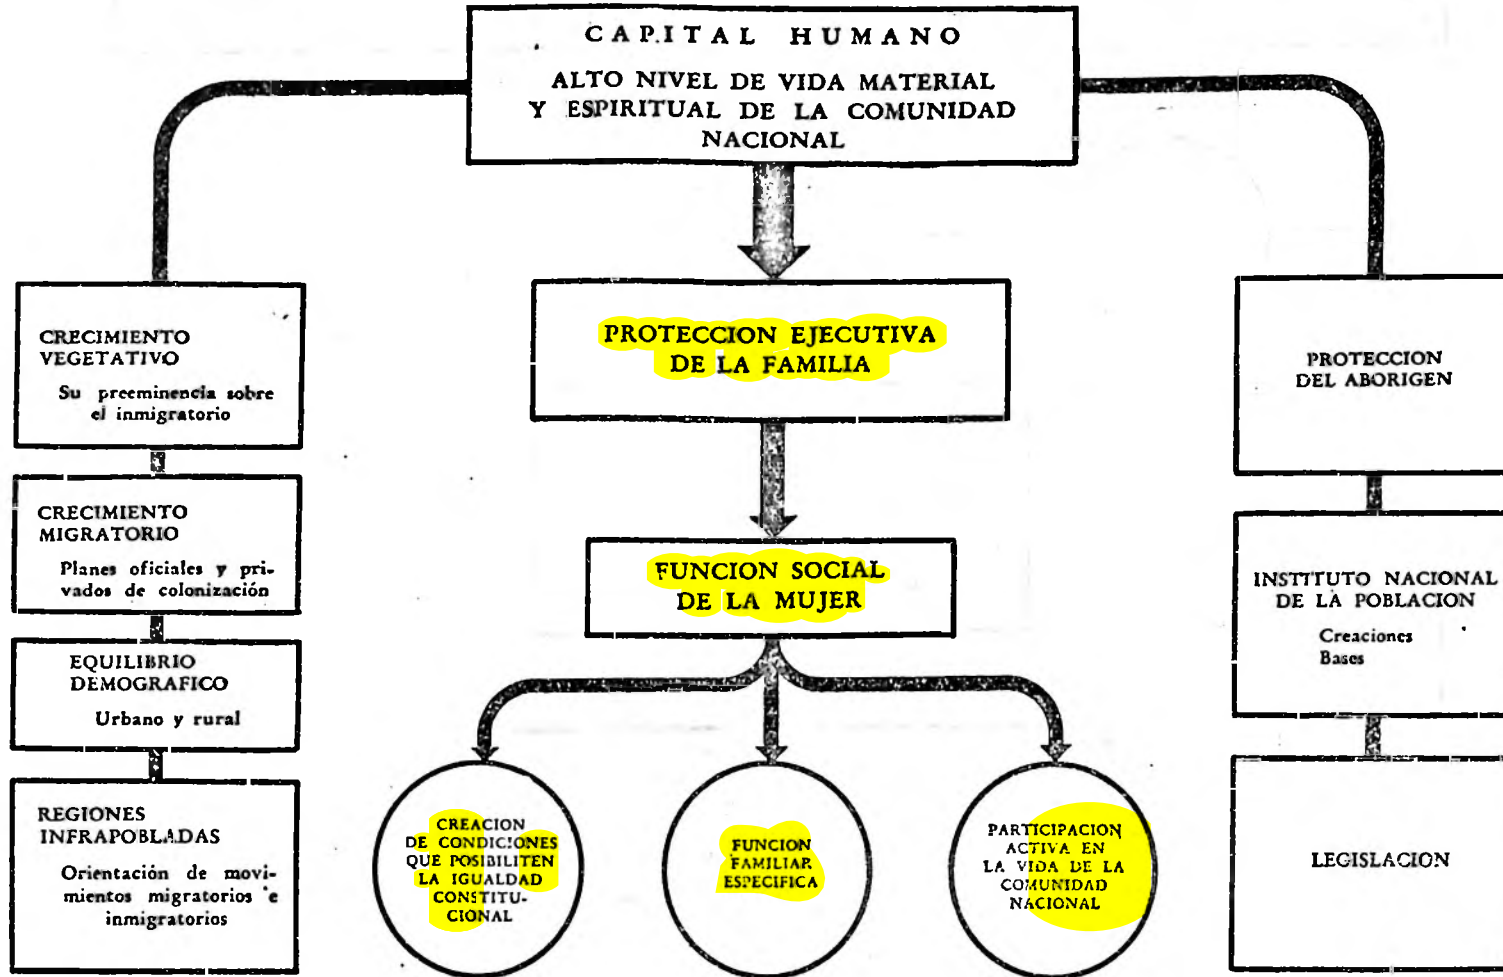 CAPITAL HUMANO
ALTO NIVEL DE VIDA MATERIAL
Y ESPIRITUAL DE LA COMUNIDAD
NACIONAL
CRECIMIENTO
VEGETATIVO
Su preeminencia sobre
el inmigratorio
CRECIMIENTO
MIGRATORIO
Planes oficiales y pri-
vados de colonización
EQUILIBRIO
DEMOGRAFICO
Urbano y rural
REGIONES
INFRAPOBLADAS
Orientación de movi-
mientos migratorios e
inmigratorios
PROTECCION EJECUTIVA
DE LA FAMILIA
FUNCION SOCIAL
DE LA MUJER
CREACION
DE CONDICIONES
QUE POSIBILITEN
LA IGUALDAD
CONSTITU-
CIONAL
FUNCION
FAMILIAR
ESPECIFICA
PARTICIPACION
ACTIVA EN
LA VIDA DE LA
COMUNIDAD
NACIONAL
PROTECCION
DEL ABORIGEN
INSTITUTO NACIONAL
DE LA POBLACION
Creaciones
Bases
LEGISLACION